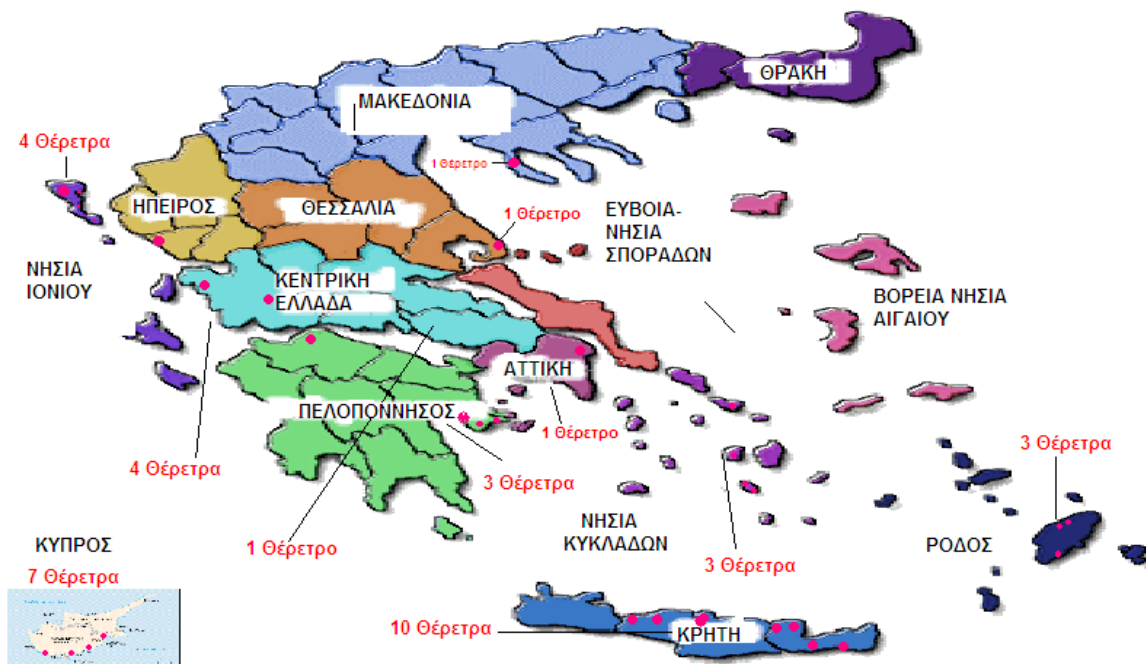 ΘΡΑΚΗ
ΜΑΚΕΔΟΝΙΑ
4 Θέρετρα
1 Θέρετρο
ΗΠΕΙΡΟΣ
ΘΕΣΣΑΛΙΑ
1 Θέρετρο
ΕΥΒΟΙΑ-
ΝΗΣΙΑ
ΣΠΟΡΑΔΩΝ
ΝΗΣΙΑ
ΙΟΝΙΟΥ
ΚΕΝΤΡΙΚΗ
ΕΛΛΑΔΑ
ΒΟΡΕΙΑ ΝΗΣΙΑ
ΑΙΓΑΙΟΥ
ΑΤΤΙΚΗ
ΠΕΛΟΠΟΝΝΗΣΟΣ
1 Θέρετρο
4 Θέρετρα
3 Θέρετρα
3 Θέρετρα
ΝΗΣΙΑ
ΚΥΚΛΑΔΩΝ
ΡΟΔΟΣ
1 Θέρετρο
3 Θέρετρα
ΚΥΠΡΟΣ
7 Θέρετρα
10 Θέρετρα
ΚΡΗΤΗ